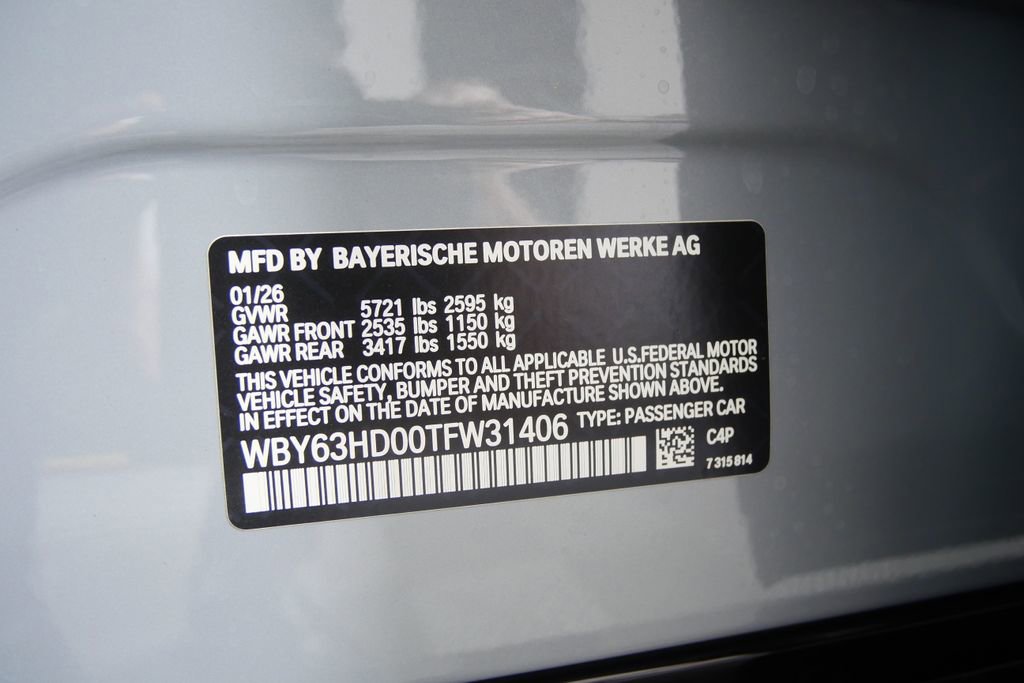 MFD BY BAYERISCHE MOTOREN WERKE AG
01/26
GVWR 5721 lbs 2595 kg
GAWR FRONT 2535 lbs 1150 kg
GAWR REAR 3417 lbs 1550 kg
THIS VEHICLE CONFORMS TO ALL APPLICABLE U.S.FEDERAL MOTOR
VEHICLE SAFETY, BUMPER AND THEFT PREVENTION STANDARDS
IN EFFECT ON THE DATE OF MANUFACTURE SHOWN ABOVE.
WBY63HD00TFW31406 TYPE: PASSENGER CAR
C4P
7 315 814